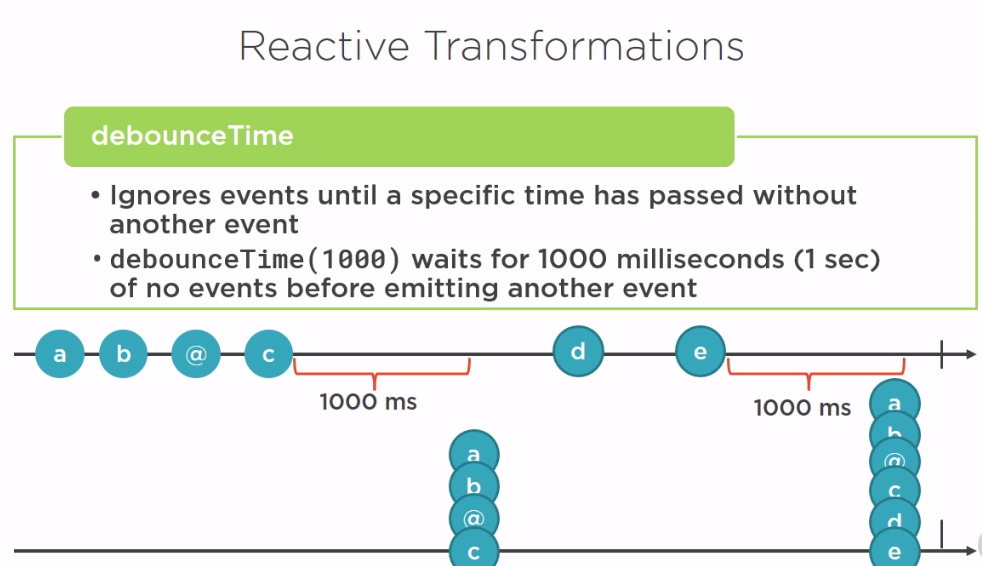 Reactive Transformations
debounceTime
• Ignores events until a specific time has passed without
another event
• debounceTime(1000) waits for 1000 milliseconds (1 sec)
of no events before emitting another event
a b @ c d e
1000 ms 1000 ms
a
b
@
c
a
b
@
c
d
e